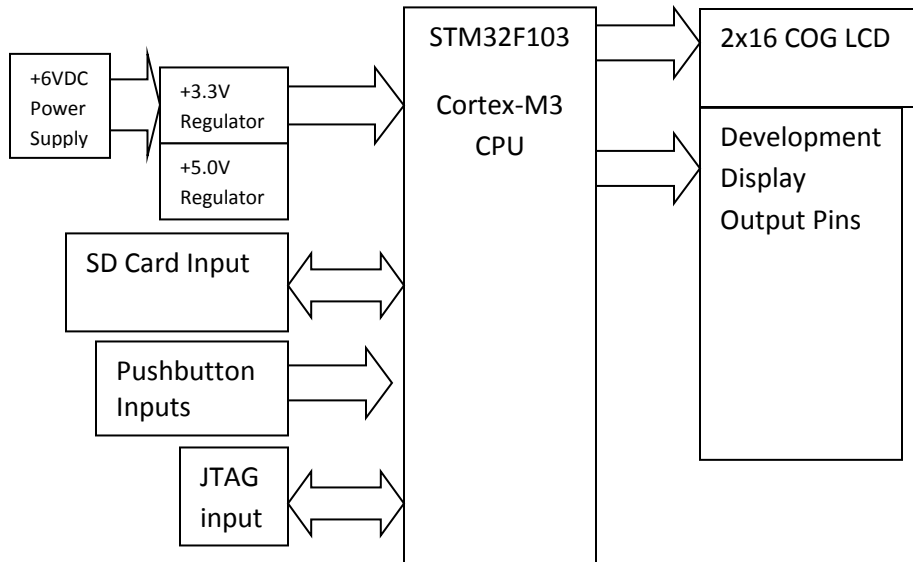 +6VDC
Power
Supply
+3.3V
Regulator
+5.0V
Regulator
SD Card Input
Pushbutton
Inputs
JTAG
input
STM32F103
Cortex-M3
CPU
2x16 COG LCD
Development
Display
Output Pins